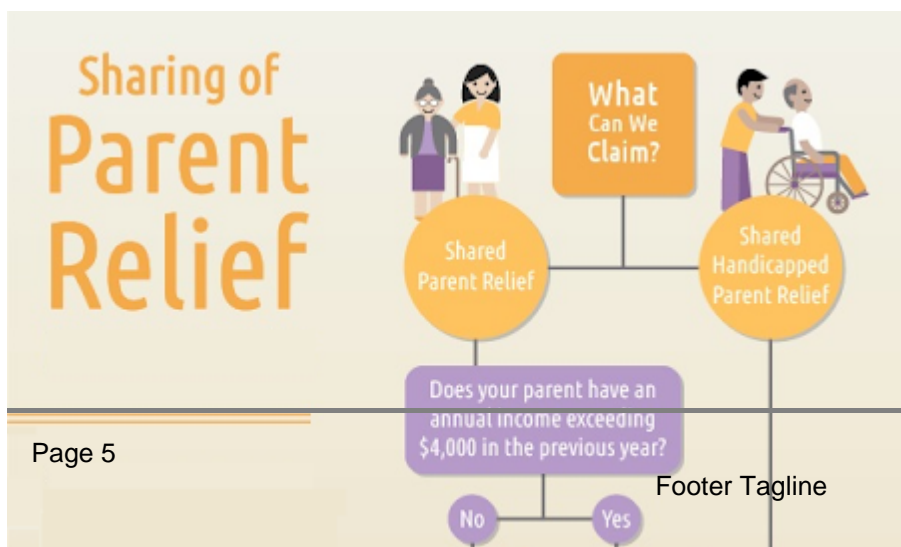 Sharing of
Parent
Relief
What
Can We
Claim?
Shared
Parent Relief
Shared
Handicapped
Parent Relief
Does your parent have an
annual income exceeding
$4,000 in the previous year?
No
Yes
Page 5
Footer Tagline